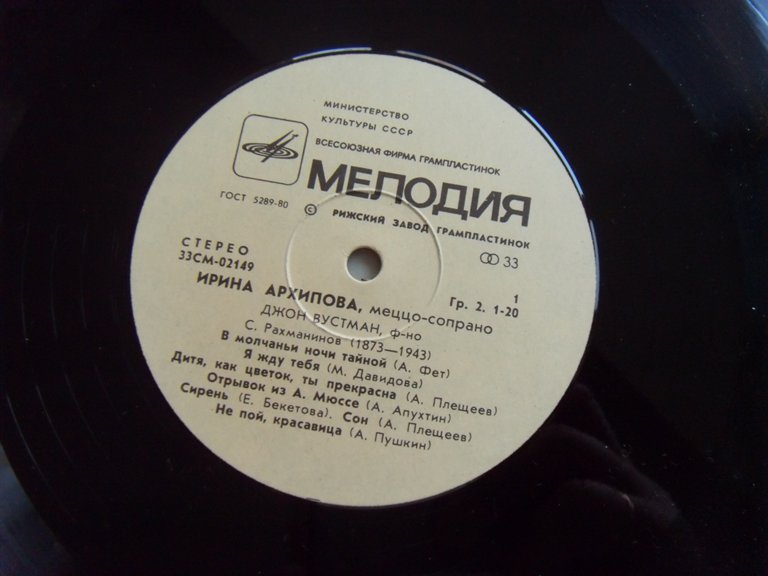 МИНИСТЕРСТВО
КУЛЬТУРЫ СССР
ВСЕСОЮЗНАЯ ФИРМА ГРАМПЛАСТИНОК
МЕЛОДИЯ
ГОСТ 5289-80 © РИЖСКИЙ ЗАВОД ГРАМПЛАСТИНОК
СТЕРЕО 33
33СМ-02149 1
Гр. 2. 1-20
ИРИНА АРХИПОВА, меццо-сопрано
ДЖОН ВУСТМАН, ф-но
С. Рахманинов (1873—1943)
В молчаньи ночи тайной (А. Фет)
Я жду тебя (М. Давидова)
Дитя, как цветок, ты прекрасна (А. Плещеев)
Отрывок из А. Мюссе (А. Апухтин)
Сирень (Е. Бекетова). Сон (А. Плещеев)
Не пой, красавица (А. Пушкин)